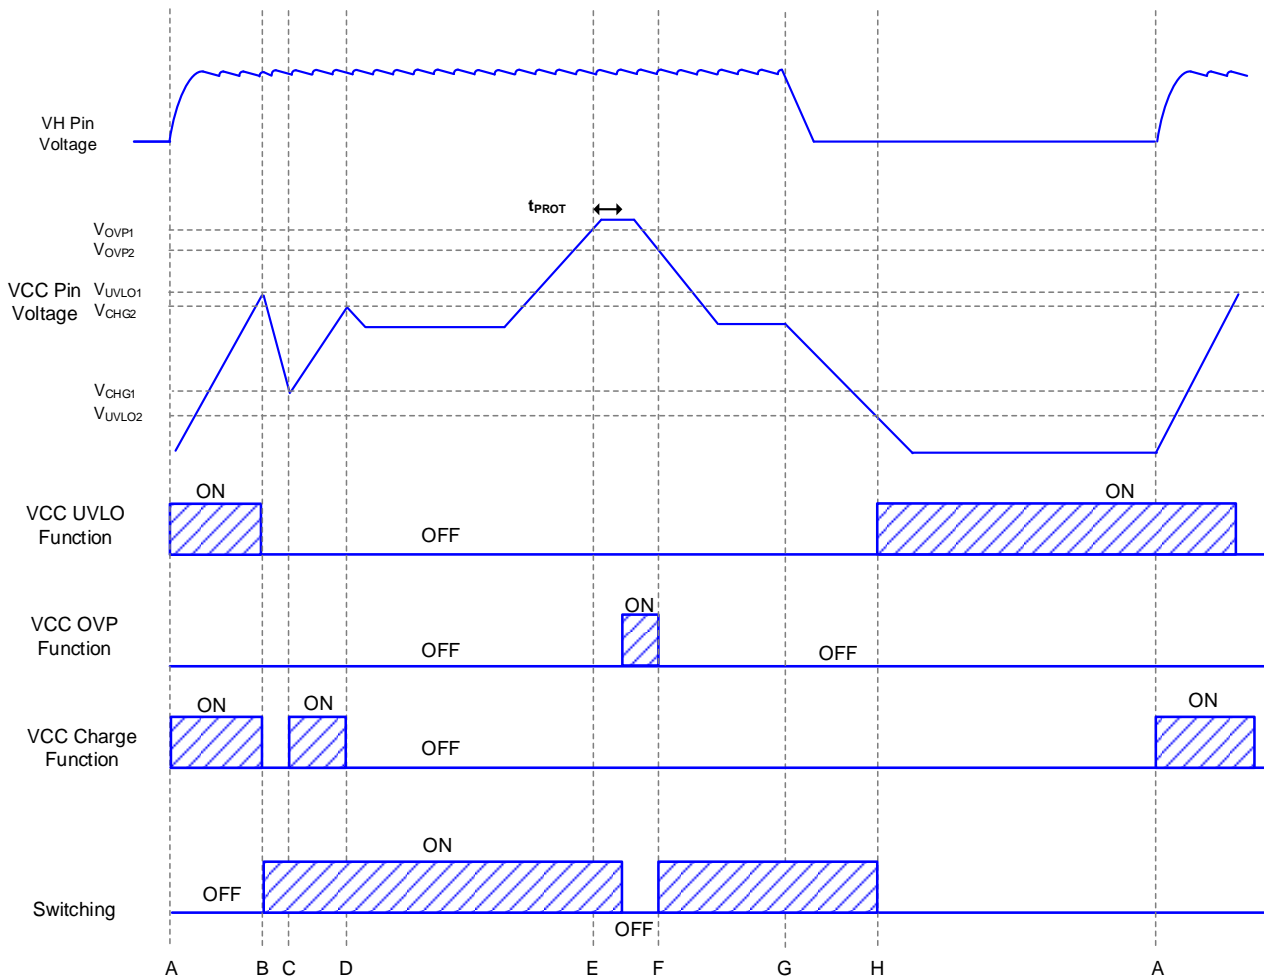 VH Pin
Voltage
tPROT
VOVP1
VOVP2
VCC Pin
Voltage
VUVLO1
VCHG2
VCHG1
VUVLO2
ON
ON
VCC UVLO
Function
OFF
ON
VCC OVP
Function
OFF
OFF
ON
ON
ON
VCC Charge
Function
OFF
ON
OFF
Switching
OFF
A B C D E F G H A